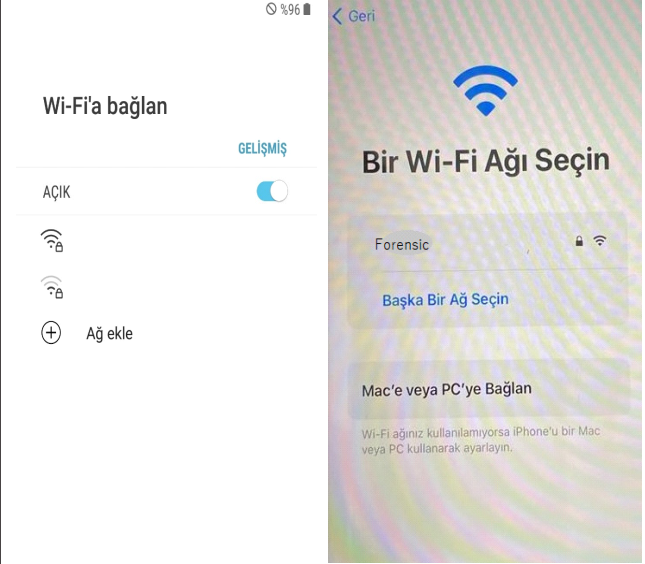 %96
Wi-Fi'a bağlan
GELİŞMİŞ
AÇIK
Ağ ekle
Geri
Bir Wi-Fi Ağı Seçin
Forensic
Başka Bir Ağ Seçin
Mac'e veya PC'ye Bağlan
Wi-Fi ağınız kullanılamıyorsa iPhone'u bir Mac
veya PC kullanarak ayarlayın.